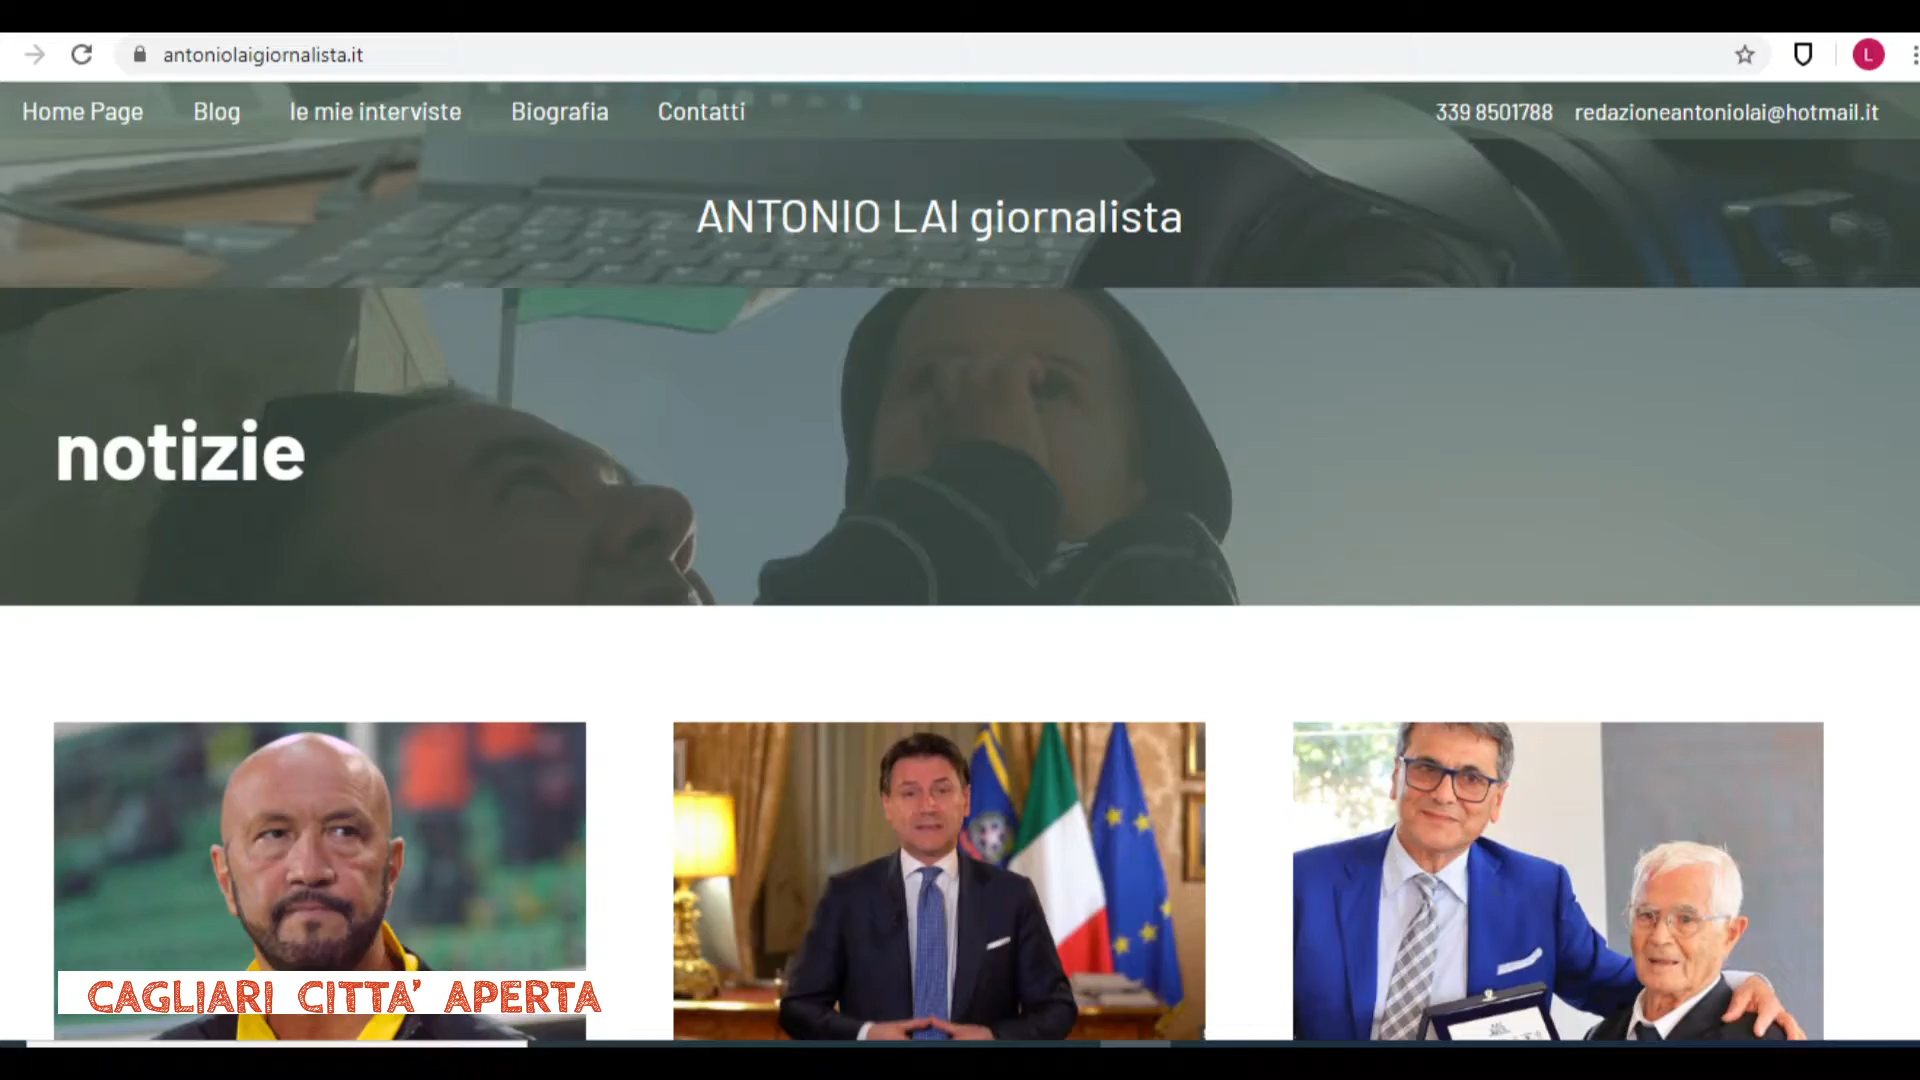 antoniolaigiornalista.it
L
Home Page Blog le mie interviste Biografia Contatti 339 8501788 redazioneantoniolai@hotmail.it
ANTONIO LAI giornalista
notizie
CAGLIARI CITTA' APERTA